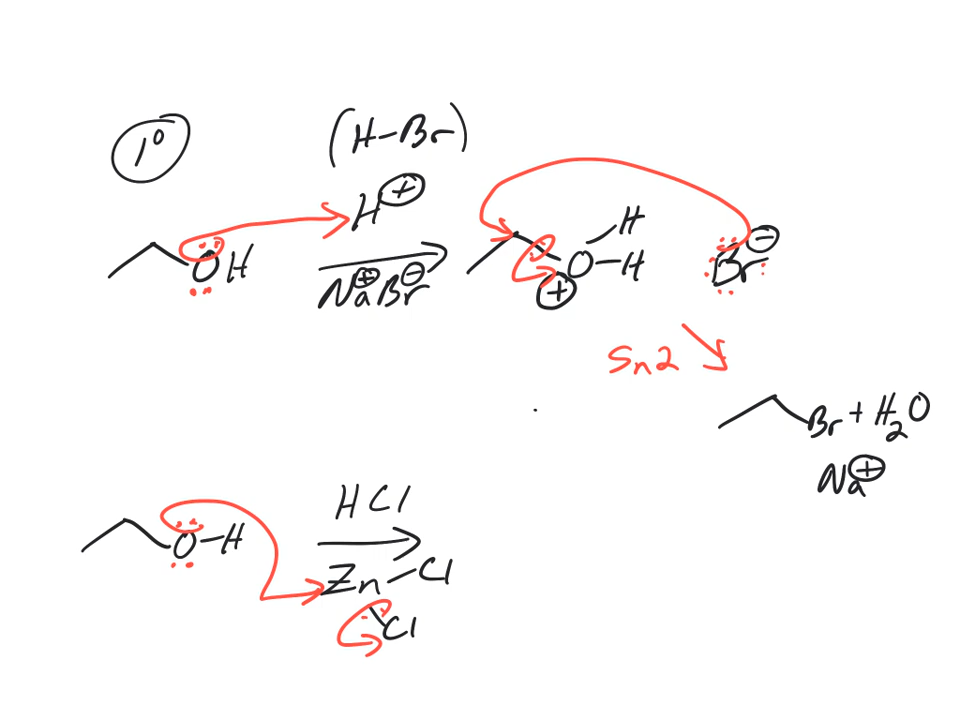 1°
(H-Br)
H⊕
OH
Na⊕ Br⊖
O-H
H
⊕
Br⊖
Sn2
Br + H₂O
Na⊕
HCl
O-H
Zn-Cl
Cl